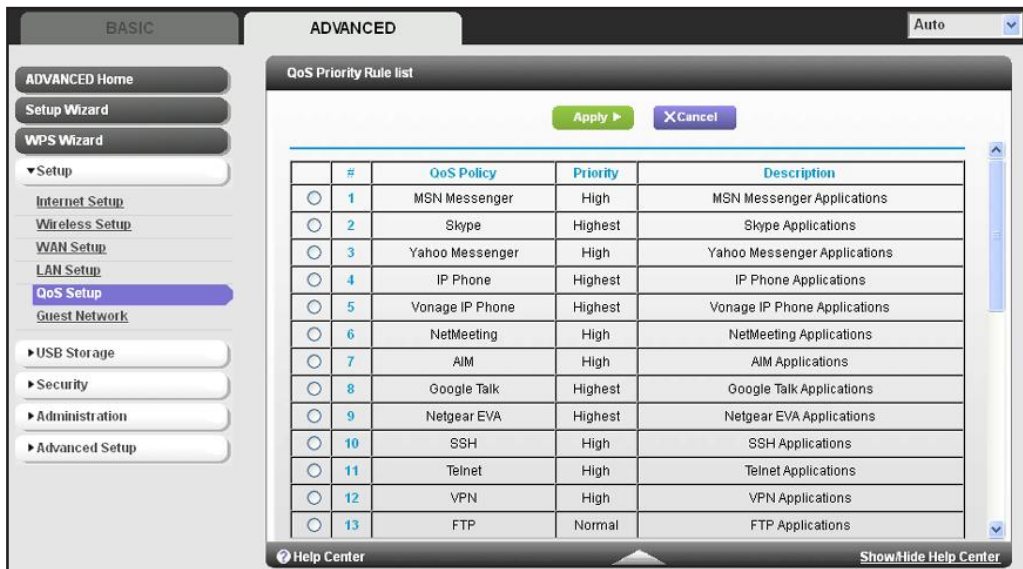 BASIC
ADVANCED
Auto
ADVANCED Home
Setup Wizard
WPS Wizard
Setup
Internet Setup
Wireless Setup
WAN Setup
LAN Setup
QoS Setup
Guest Network
USB Storage
Security
Administration
Advanced Setup
QoS Priority Rule list
Apply
X Cancel
# QoS Policy Priority Description
1 MSN Messenger High MSN Messenger Applications
2 Skype Highest Skype Applications
3 Yahoo Messenger High Yahoo Messenger Applications
4 IP Phone Highest IP Phone Applications
5 Vonage IP Phone Highest Vonage IP Phone Applications
6 NetMeeting High NetMeeting Applications
7 AIM High AIM Applications
8 Google Talk Highest Google Talk Applications
9 Netgear EVA Highest Netgear EVA Applications
10 SSH High SSH Applications
11 Telnet High Telnet Applications
12 VPN High VPN Applications
13 FTP Normal FTP Applications
? Help Center
Show/Hide Help Center